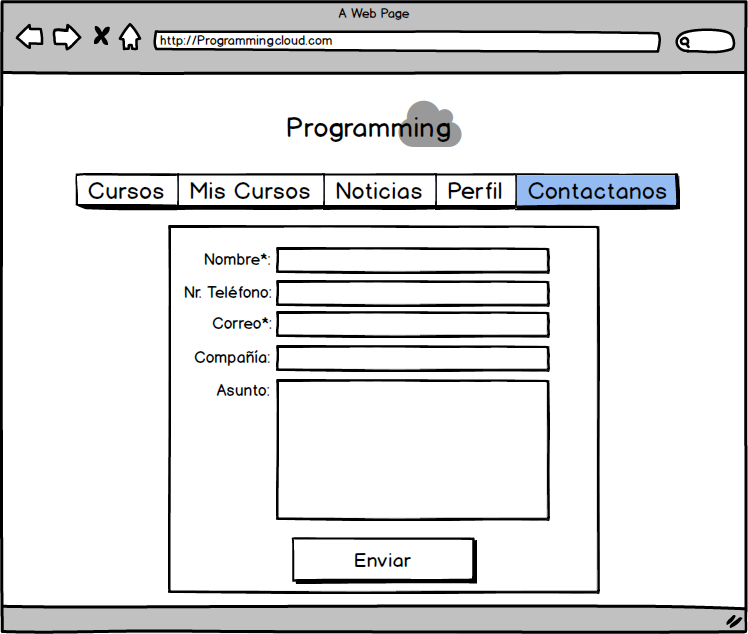 A Web Page
http://Programmingcloud.com
Programming
Cursos Mis Cursos Noticias Perfil Contactanos
Nombre*:
Nr. Teléfono:
Correo*:
Compañía:
Asunto:
Enviar